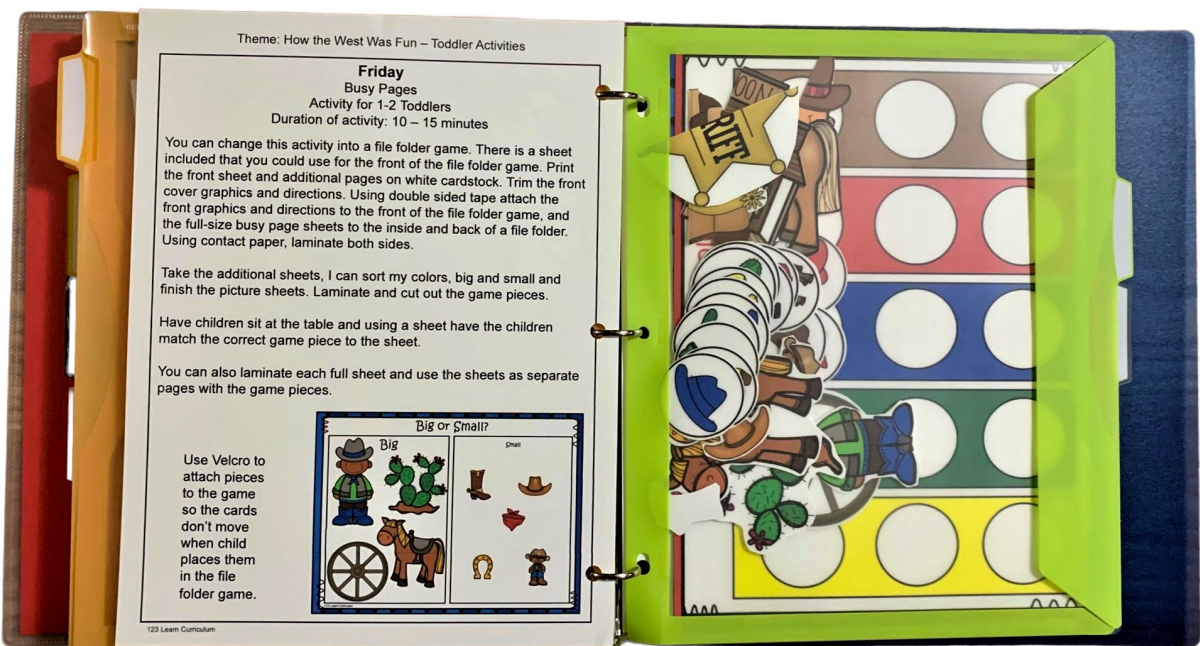 Theme: How the West Was Fun – Toddler Activities
Friday
Busy Pages
Activity for 1-2 Toddlers
Duration of activity: 10 – 15 minutes
You can change this activity into a file folder game. There is a sheet
included that you could use for the front of the file folder game. Print
the front sheet and additional pages on white cardstock. Trim the front
cover graphics and directions. Using double sided tape attach the
front graphics and directions to the front of the file folder game, and
the full-size busy page sheets to the inside and back of a file folder.
Using contact paper, laminate both sides.
Take the additional sheets, I can sort my colors, big and small and
finish the picture sheets. Laminate and cut out the game pieces.
Have children sit at the table and using a sheet have the children
match the correct game piece to the sheet.
You can also laminate each full sheet and use the sheets as separate
pages with the game pieces.
Use Velcro to
attach pieces
to the game
so the cards
don't move
when child
places them
in the file
folder game.
Big or Small?
Big
Small
123 Learn Curriculum
OON
RIFF